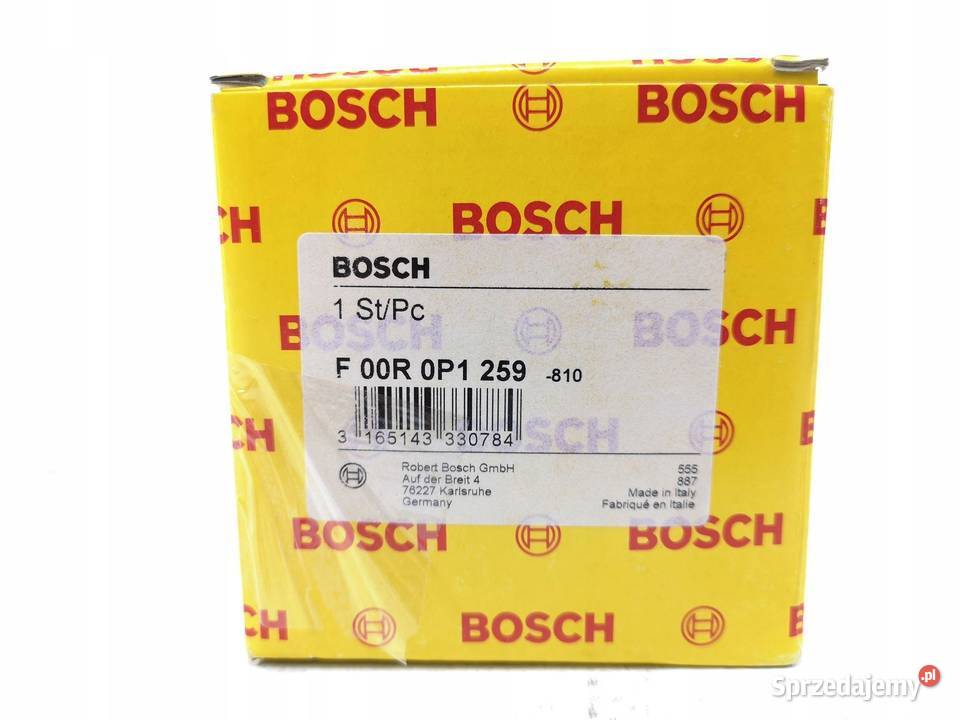 BOSCH
BOSCH BOSCH
CH BOSCH
BOSCH
1 St/Pc
BOSCH BOSCH
F 00R 0P1 259 -810
3 165143 330784
CH BOSCH
Robert Bosch GmbH 555
Auf der Breit 4 887
76227 Karlsruhe Made in Italy
Germany Fabriqué en Italie
BOSCH BOSCH
CH BOSCH
Sprzedajemy.pl